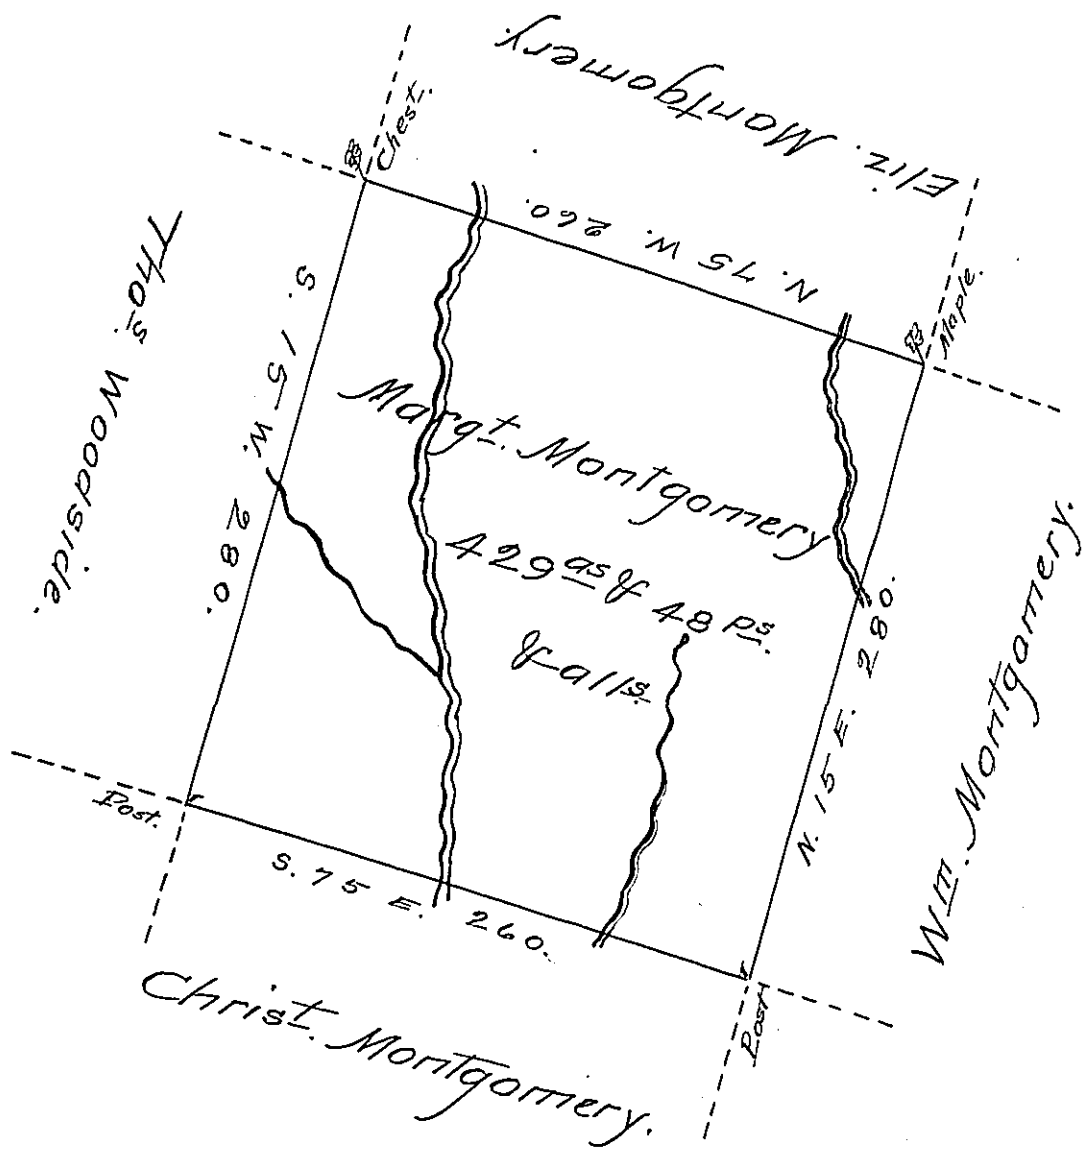 Eliz. Montgomery.
Chest.
N. 75 W. 260.
Maple.
Thos. Woodside.
S. 15 W. 280.
Margt. Montgomery
429 as & 48 ps.
& alls.
N. 15 E. 280.
Wm. Montgomery.
Post.
S. 75 E. 260.
Post
Christ. Montgomery.